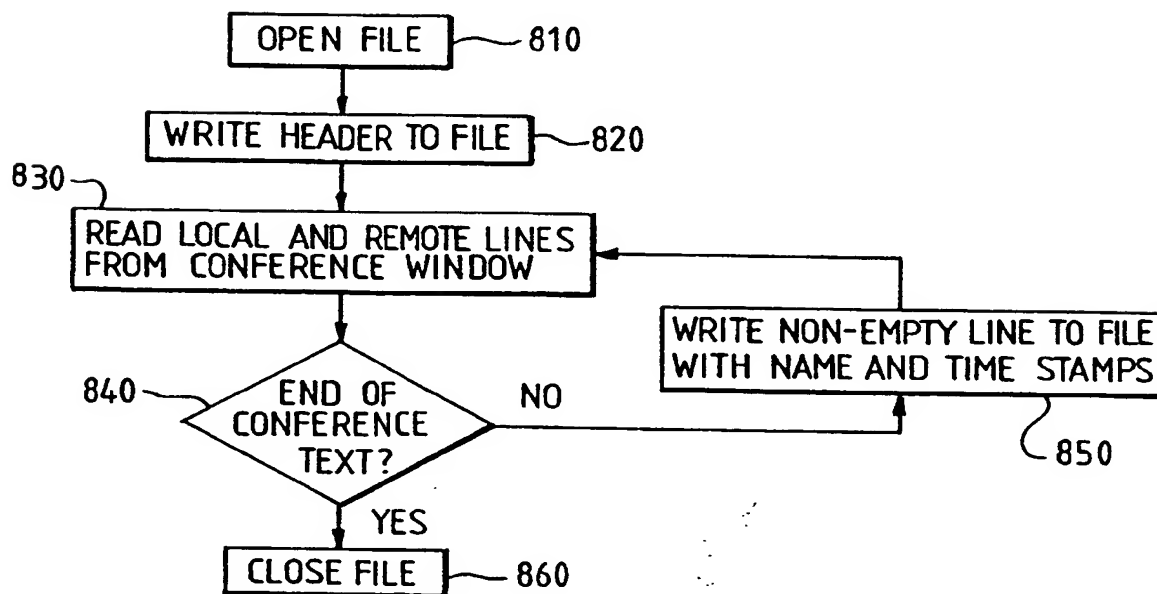 OPEN FILE
810
WRITE HEADER TO FILE
820
830
READ LOCAL AND REMOTE LINES
FROM CONFERENCE WINDOW
WRITE NON-EMPTY LINE TO FILE
WITH NAME AND TIME STAMPS
850
840
END OF
CONFERENCE
TEXT?
NO
YES
CLOSE FILE
860